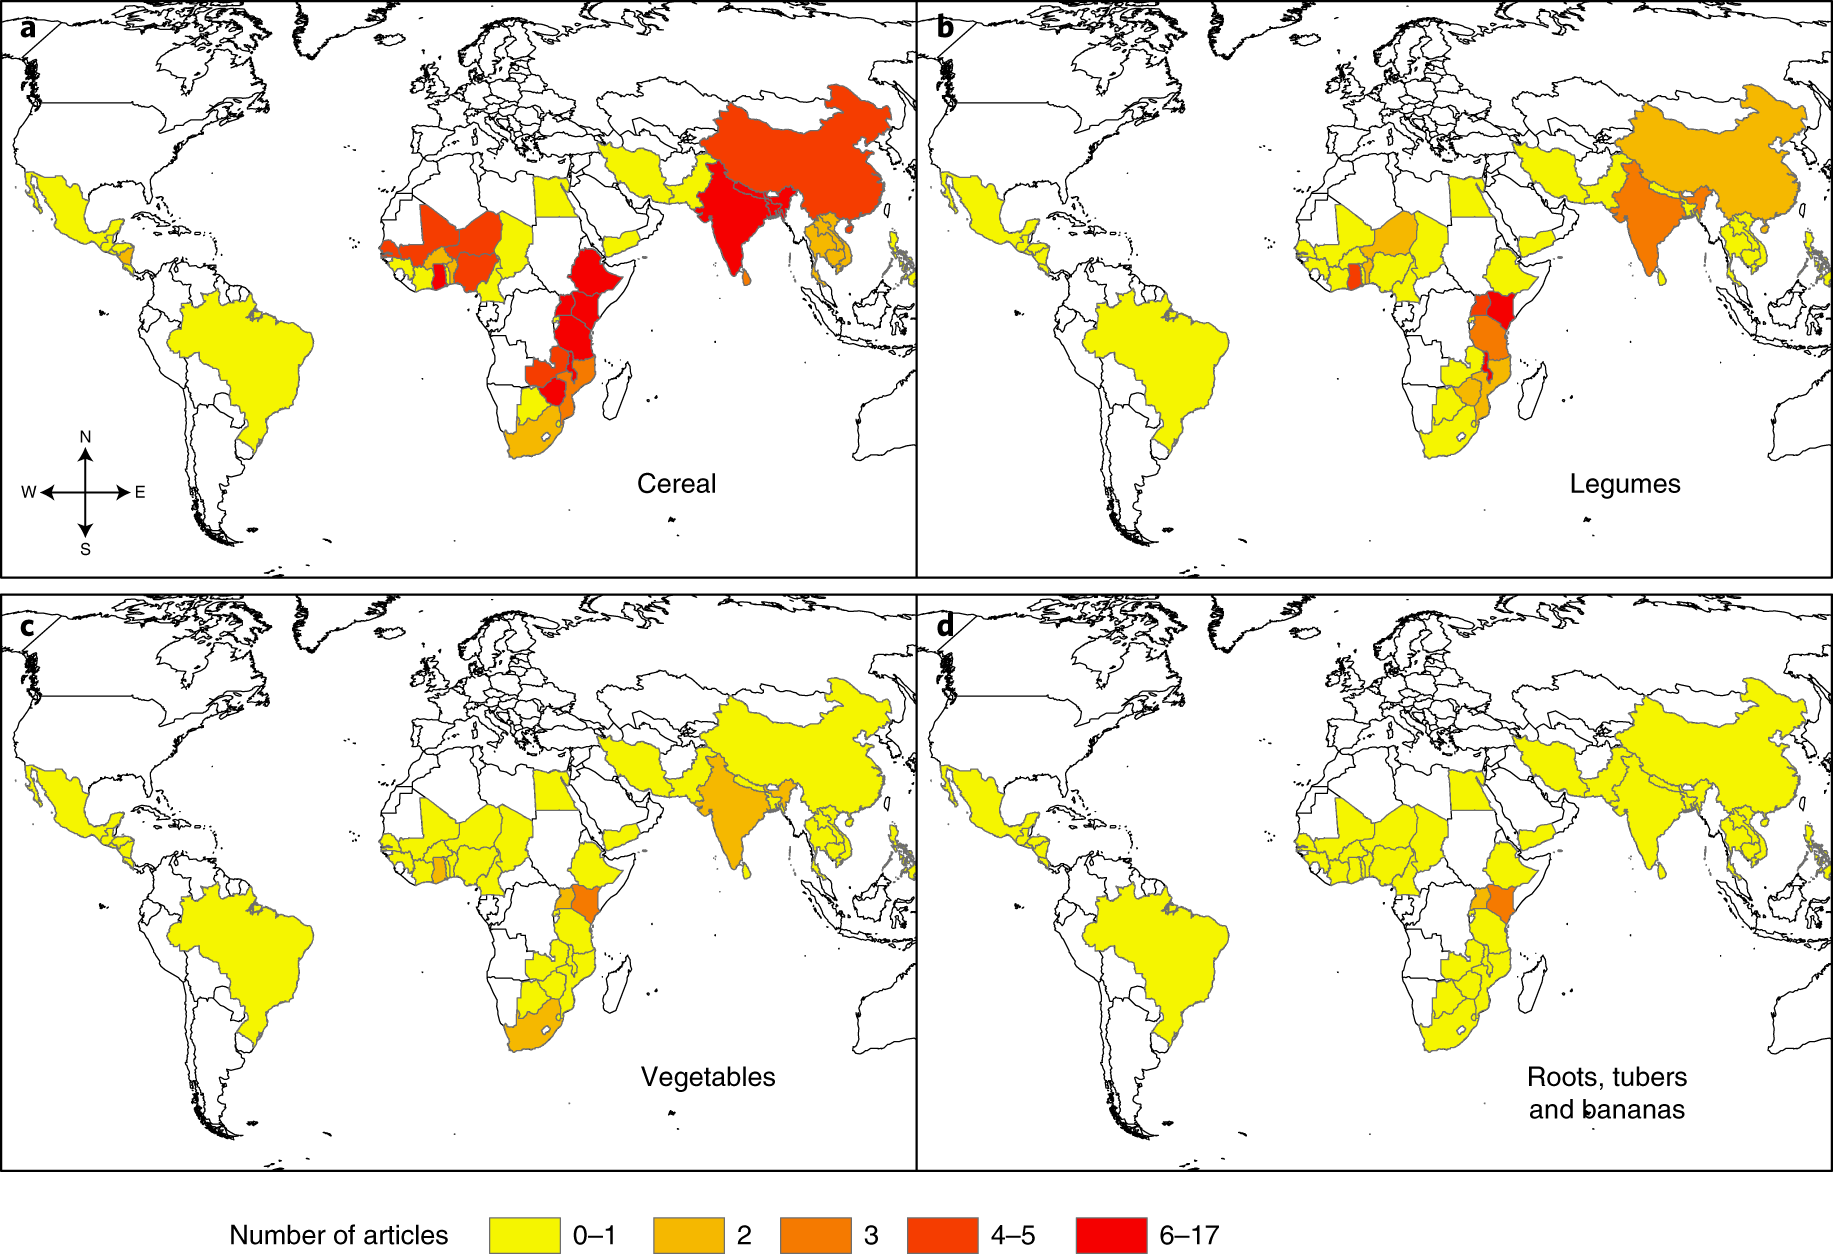 a
b
N
W E
S
Cereal
Legumes
c
d
Vegetables
Roots, tubers
and bananas
Number of articles 0–1 2 3 4–5 6–17